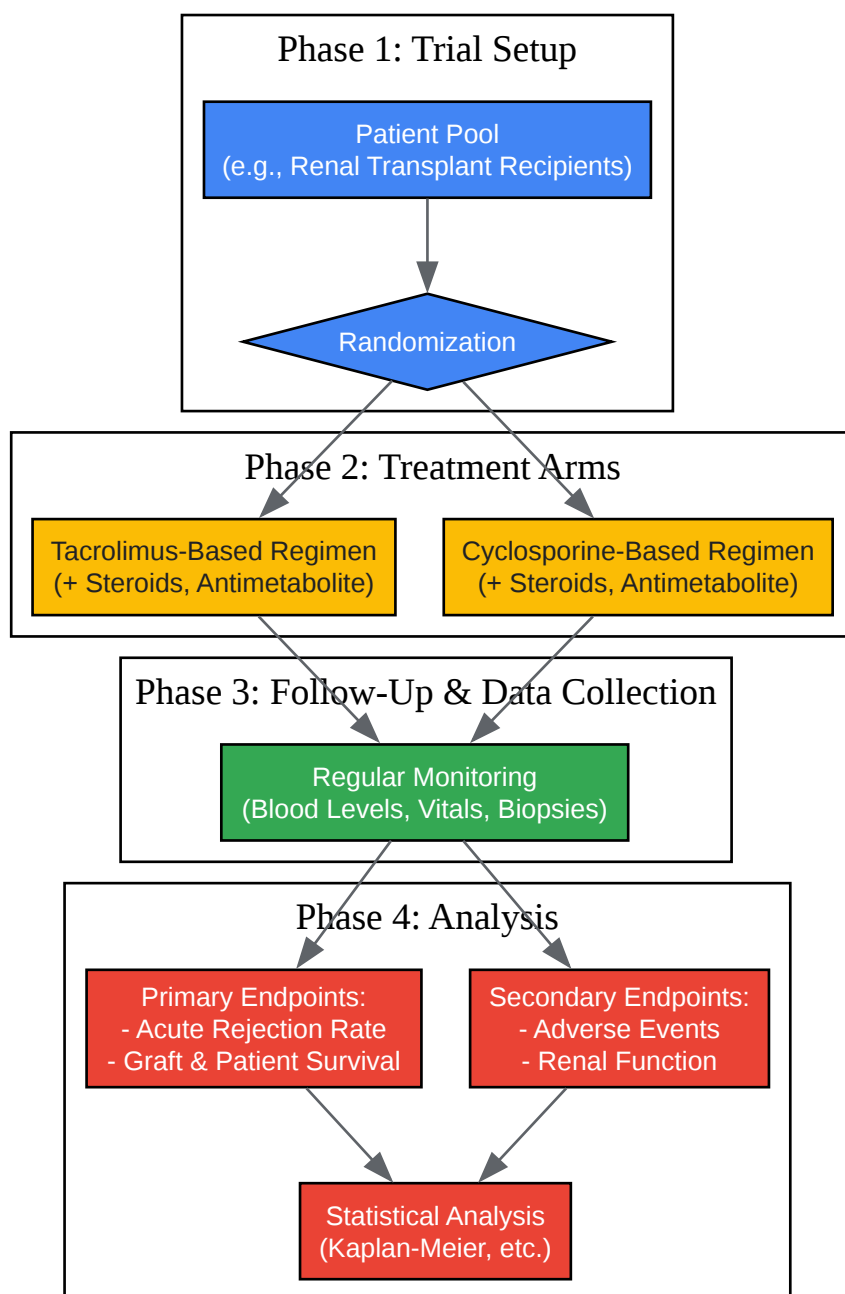 Phase 1: Trial Setup
Patient Pool
(e.g., Renal Transplant Recipients)
Randomization
Phase 2: Treatment Arms
Tacrolimus-Based Regimen
(+ Steroids, Antimetabolite)
Cyclosporine-Based Regimen
(+ Steroids, Antimetabolite)
Phase 3: Follow-Up & Data Collection
Regular Monitoring
(Blood Levels, Vitals, Biopsies)
Phase 4: Analysis
Primary Endpoints:
- Acute Rejection Rate
- Graft & Patient Survival
Secondary Endpoints:
- Adverse Events
- Renal Function
Statistical Analysis
(Kaplan-Meier, etc.)